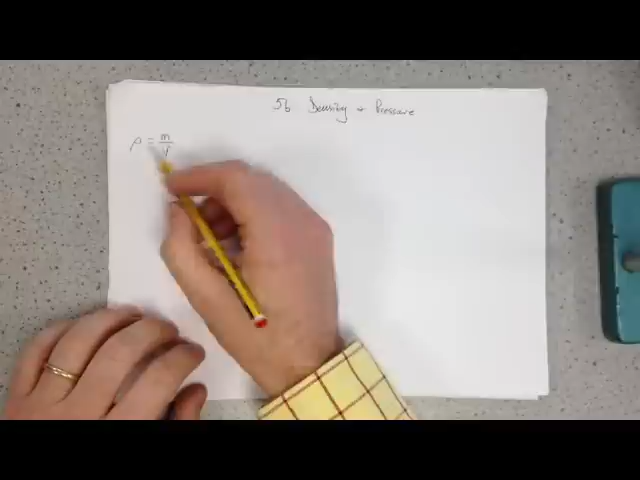 5b Density + Pressure
ρ = m/V